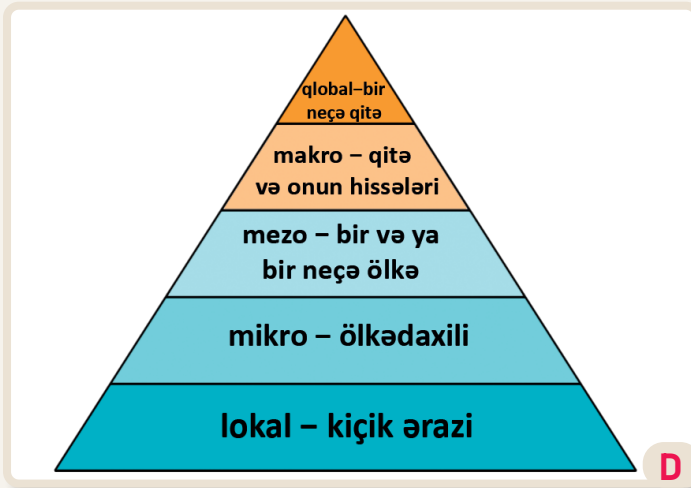 qlobal–bir
neçə qitə
makro – qitə
və onun hissələri
mezo – bir və ya
bir neçə ölkə
mikro – ölkədaxili
lokal – kiçik ərazi
D